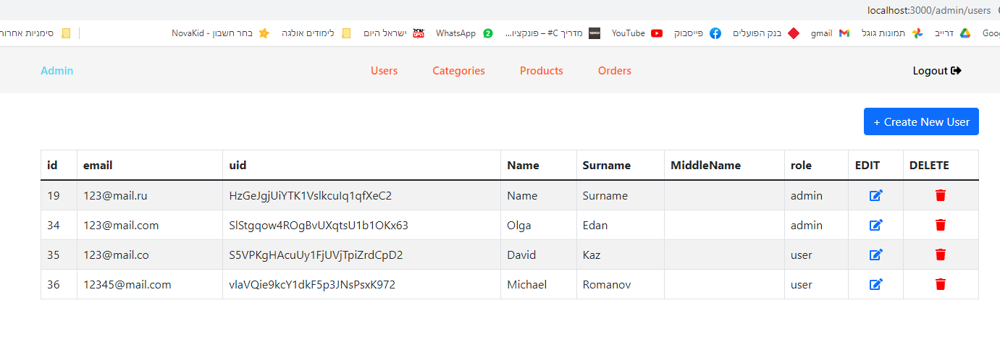 localhost:3000/admin/users
סימניות אחרות
NovaKid - בחר חשבון
לימודים אולגה
ישראל היום
WhatsApp
מדריך C# – פונקציו...
YouTube
פייסבוק
בנק הפועלים
gmail
תמונות גוגל
דרייב
Goo
Admin Users Categories Products Orders Logout
+ Create New User
id email uid Name Surname MiddleName role EDIT DELETE
19 123@mail.ru HzGeJgjUiYTK1VslkcuIq1qfXeC2 Name Surname admin
34 123@mail.com SlStgqow4ROgBvUXqtsU1b1OKx63 Olga Edan admin
35 123@mail.co S5VPKgHAcuUy1FjUVjTpiZrdCpD2 David Kaz user
36 12345@mail.com vlaVQie9kcY1dkF5p3JNsPsxK972 Michael Romanov user